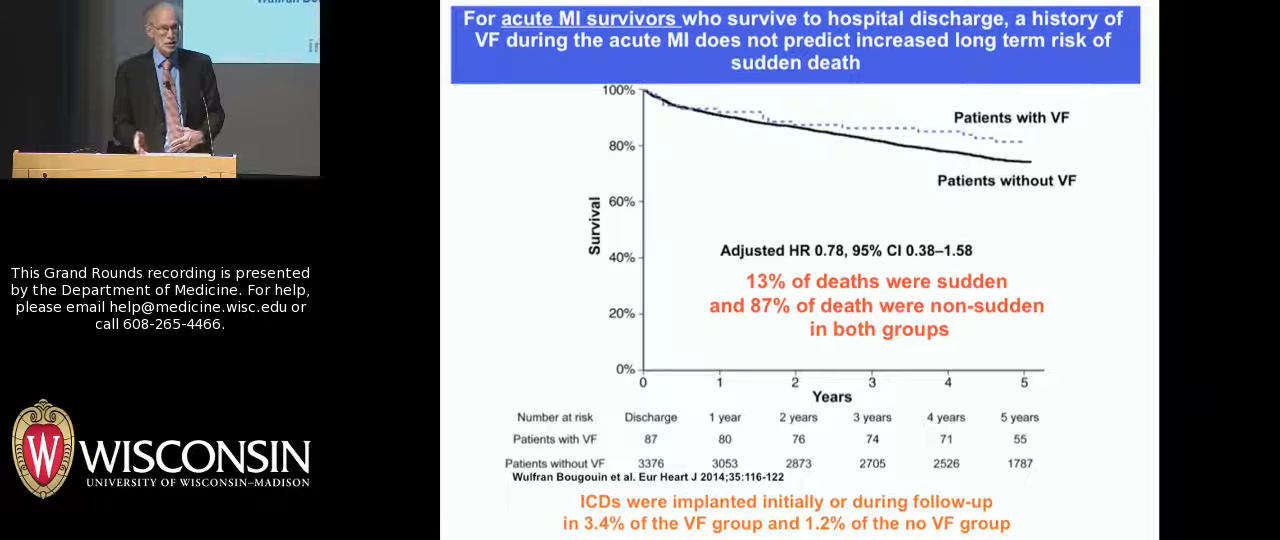 This Grand Rounds recording is presented
by the Department of Medicine. For help,
please email help@medicine.wisc.edu or
call 608-265-4466.
W
WISCONSIN
UNIVERSITY OF WISCONSIN–MADISON
For acute MI survivors who survive to hospital discharge, a history of
VF during the acute MI does not predict increased long term risk of
sudden death
100%
80%
60%
40%
20%
0%
Survival
Patients with VF
Patients without VF
Adjusted HR 0.78, 95% CI 0.38–1.58
13% of deaths were sudden
and 87% of death were non-sudden
in both groups
0 1 2 3 4 5
Years
Number at risk Discharge 1 year 2 years 3 years 4 years 5 years
Patients with VF 87 80 76 74 71 55
Patients without VF 3376 3053 2873 2705 2526 1787
Wulfran Bougouin et al. Eur Heart J 2014;35:116-122
ICDs were implanted initially or during follow-up
in 3.4% of the VF group and 1.2% of the no VF group